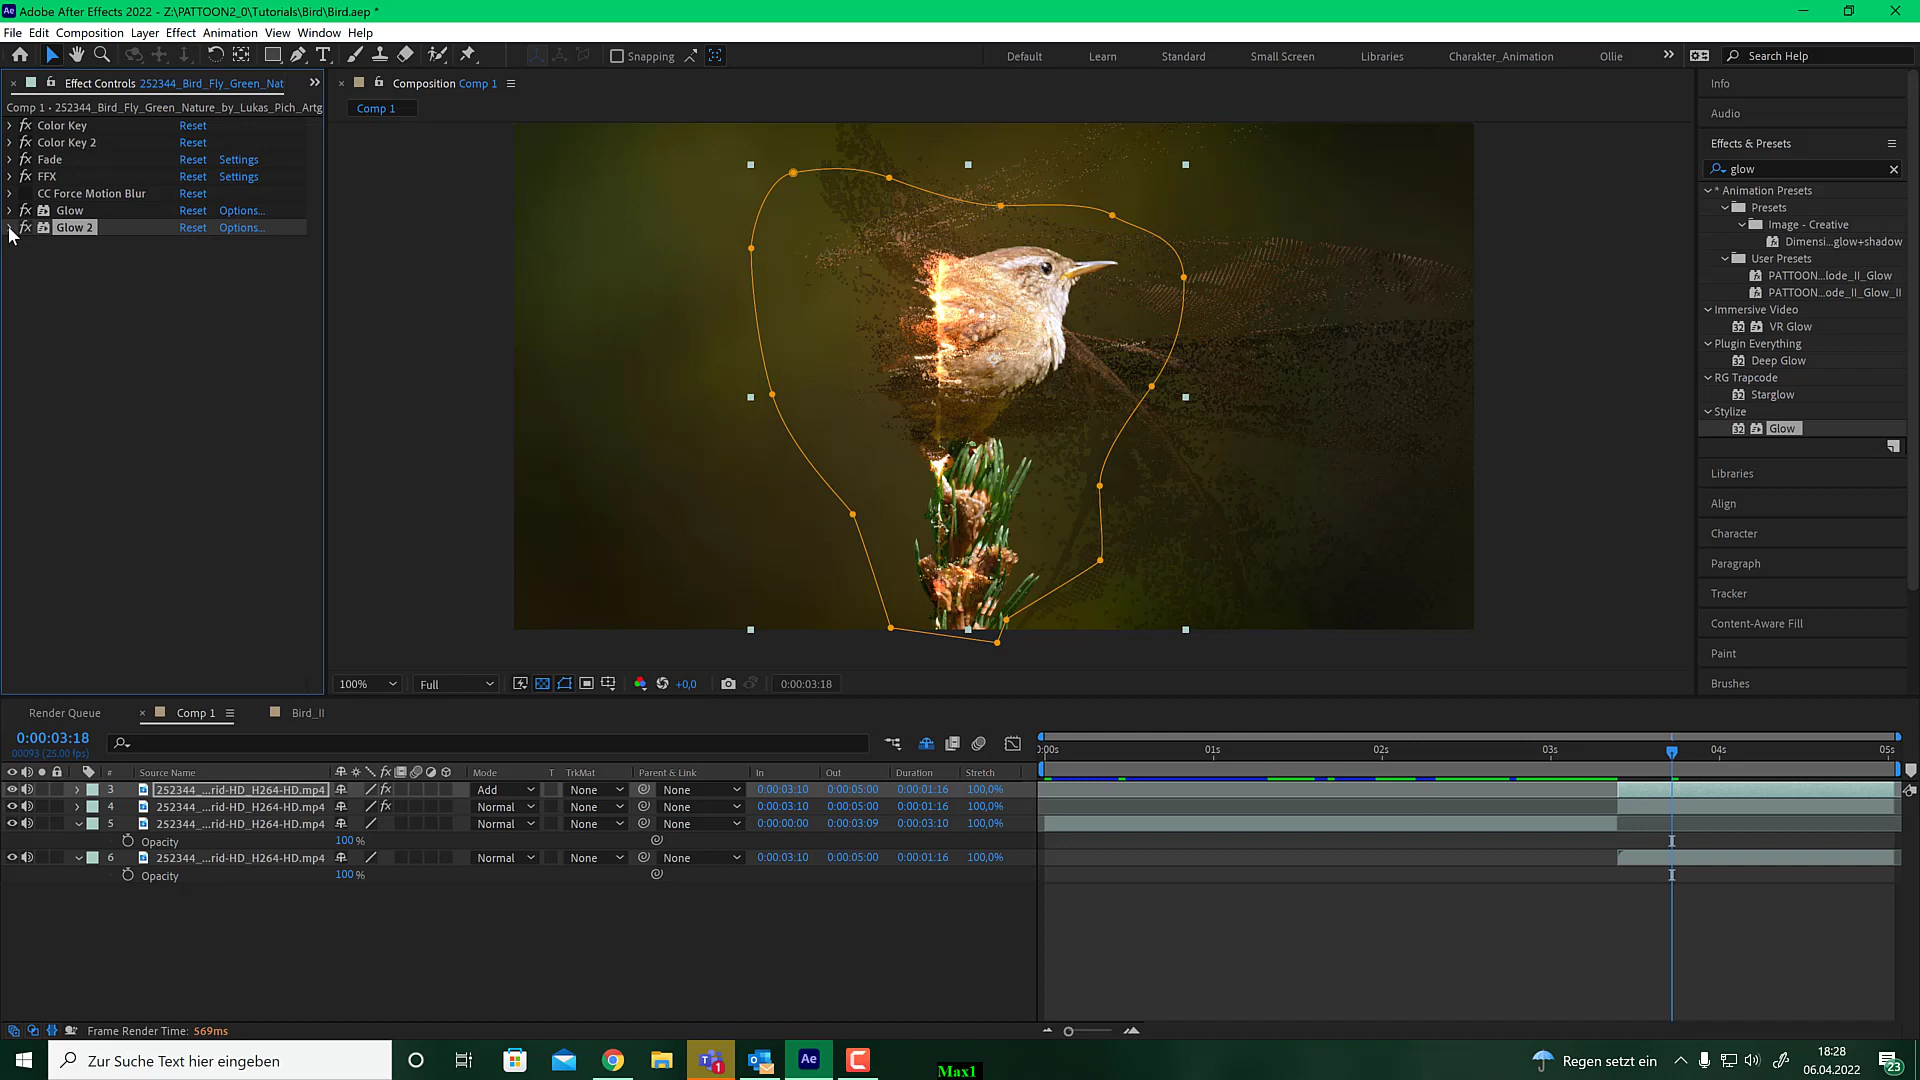 Adobe After Effects 2022 - Z:\PATTOON2_0\Tutorials\Bird\Bird.aep *
File Edit Composition Layer Effect Animation View Window Help
Snapping
Default Learn Standard Small Screen Libraries Charakter_Animation Ollie
Search Help
Effect Controls 252344_Bird_Fly_Green_Nat
Comp 1 • 252344_Bird_Fly_Green_Nature_by_Lukas_Pich_Artg
fx Color Key Reset
fx Color Key 2 Reset
fx Fade Reset Settings
fx FFX Reset Settings
CC Force Motion Blur Reset
fx Glow Reset Options...
fx Glow 2 Reset Options...
Composition Comp 1
Comp 1
100% Full +0,0 0:00:03:18
Info
Audio
Effects & Presets
glow
* Animation Presets
Presets
Image - Creative
Dimensi...glow+shadow
User Presets
PATTOON...lode_II_Glow
PATTOON...ode_II_Glow_II
Immersive Video
VR Glow
Plugin Everything
Deep Glow
RG Trapcode
Starglow
Stylize
Glow
Libraries
Align
Character
Paragraph
Tracker
Content-Aware Fill
Paint
Brushes
Render Queue Comp 1 Bird_II
0:00:03:18
00093 (25.00 fps)
:00s 01s 02s 03s 04s 05s
# Source Name fx Mode T TrkMat Parent & Link In Out Duration Stretch
3 252344_...rid-HD_H264-HD.mp4 fx Add None None 0:00:03:10 0:00:05:00 0:00:01:16 100,0%
4 252344_...rid-HD_H264-HD.mp4 fx Normal None None 0:00:03:10 0:00:05:00 0:00:01:16 100,0%
5 252344_...rid-HD_H264-HD.mp4 Normal None None 0:00:00:00 0:00:03:09 0:00:03:10 100,0%
Opacity 100 %
6 252344_...rid-HD_H264-HD.mp4 Normal None None 0:00:03:10 0:00:05:00 0:00:01:16 100,0%
Opacity 100 %
Frame Render Time: 569ms
Zur Suche Text hier eingeben
Max1
Regen setzt ein
18:28
06.04.2022
23